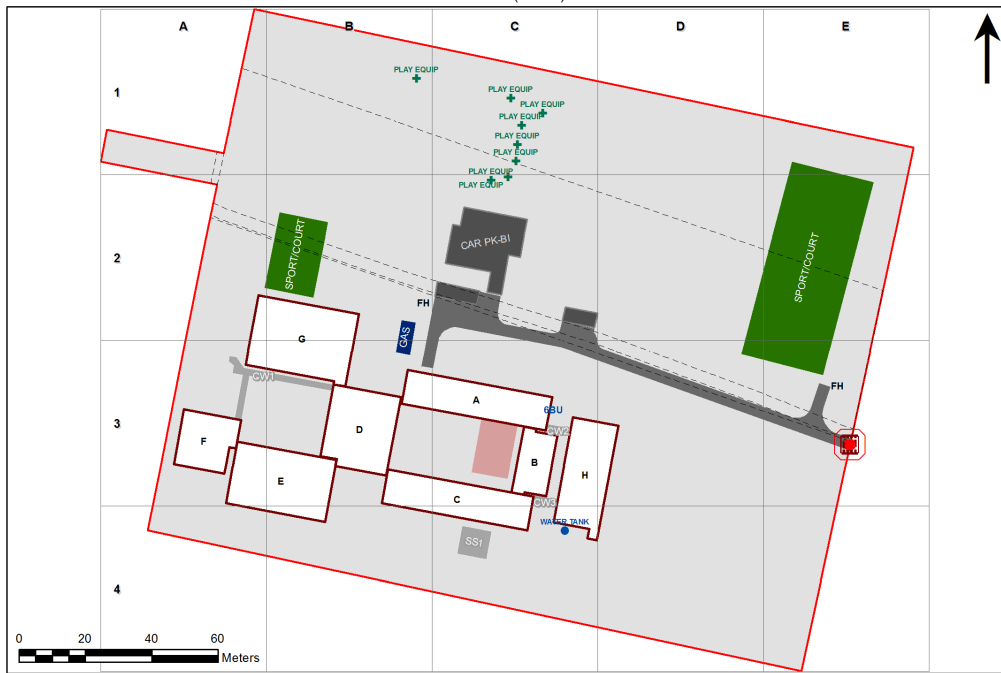 A B C D E
1
PLAY EQUIP
PLAY EQUIP
PLAY EQUIP
PLAY EQUIP
PLAY EQUIP
PLAY EQUIP
PLAY EQUIP
PLAY EQUIP
2
SPORT/COURT
CAR PK-BI
SPORT/COURT
FH
GAS
G
CW1
FH
A
6BU
3
F
D
CW2
B
H
E
C
CW3
WATER TANK
SS1
4
0 20 40 60
Meters